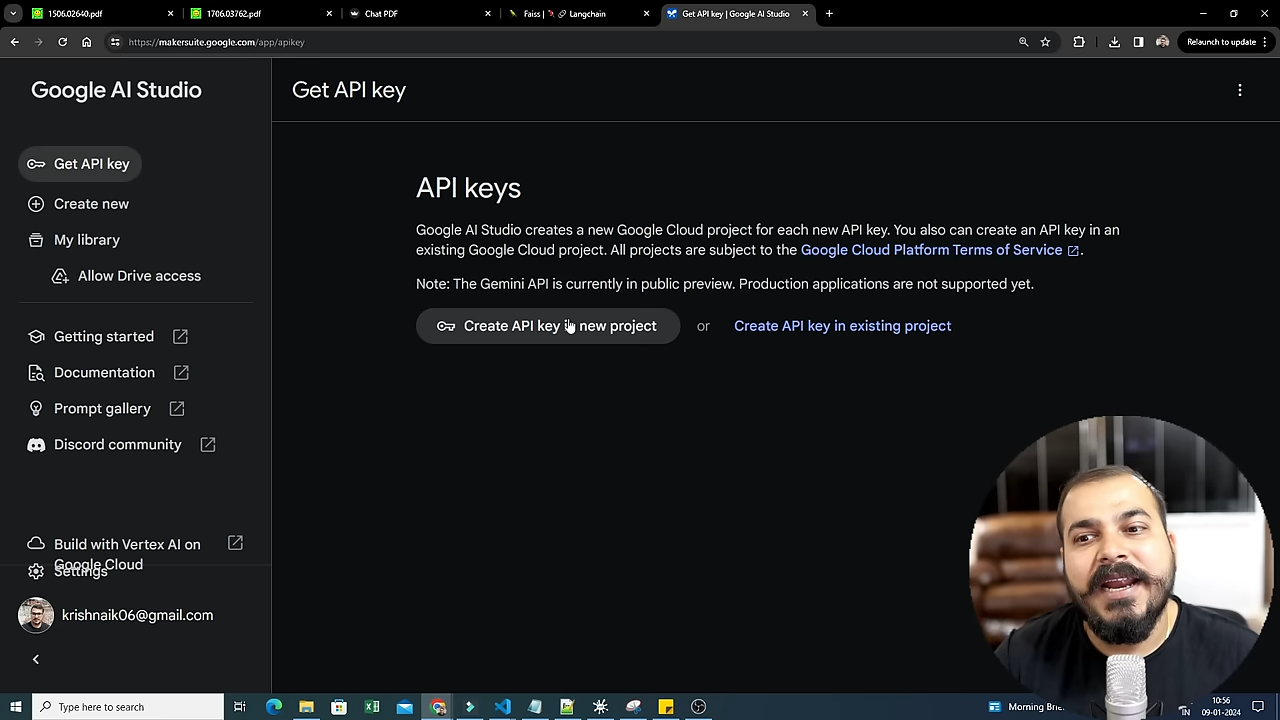 1506.02640.pdf
1706.03762.pdf
Chat PDF
Faiss | Langchain
Get API key | Google AI Studio
https://makersuite.google.com/app/apikey
Relaunch to update
Google AI Studio
Get API key
Create new
My library
Allow Drive access
Getting started
Documentation
Prompt gallery
Discord community
Build with Vertex AI on
Google Cloud
Settings
krishnaik06@gmail.com
Get API key
API keys
Google AI Studio creates a new Google Cloud project for each new API key. You also can create an API key in an
existing Google Cloud project. All projects are subject to the Google Cloud Platform Terms of Service.
Note: The Gemini API is currently in public preview. Production applications are not supported yet.
Create API key in new project or Create API key in existing project
Type here to search
Morning Brie
IN
10:56
09-01-2024